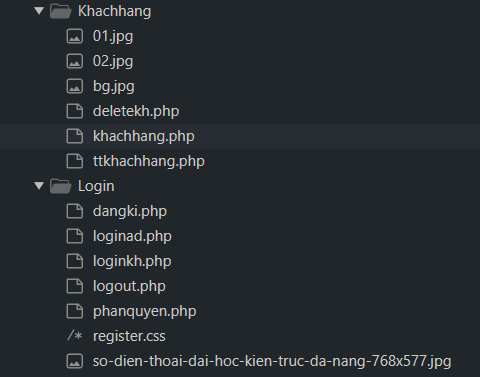 Khachhang
01.jpg
02.jpg
bg.jpg
deletekh.php
khachhang.php
ttkhachhang.php
Login
dangki.php
loginad.php
loginkh.php
logout.php
phanquyen.php
/* register.css
so-dien-thoai-dai-hoc-kien-truc-da-nang-768x577.jpg